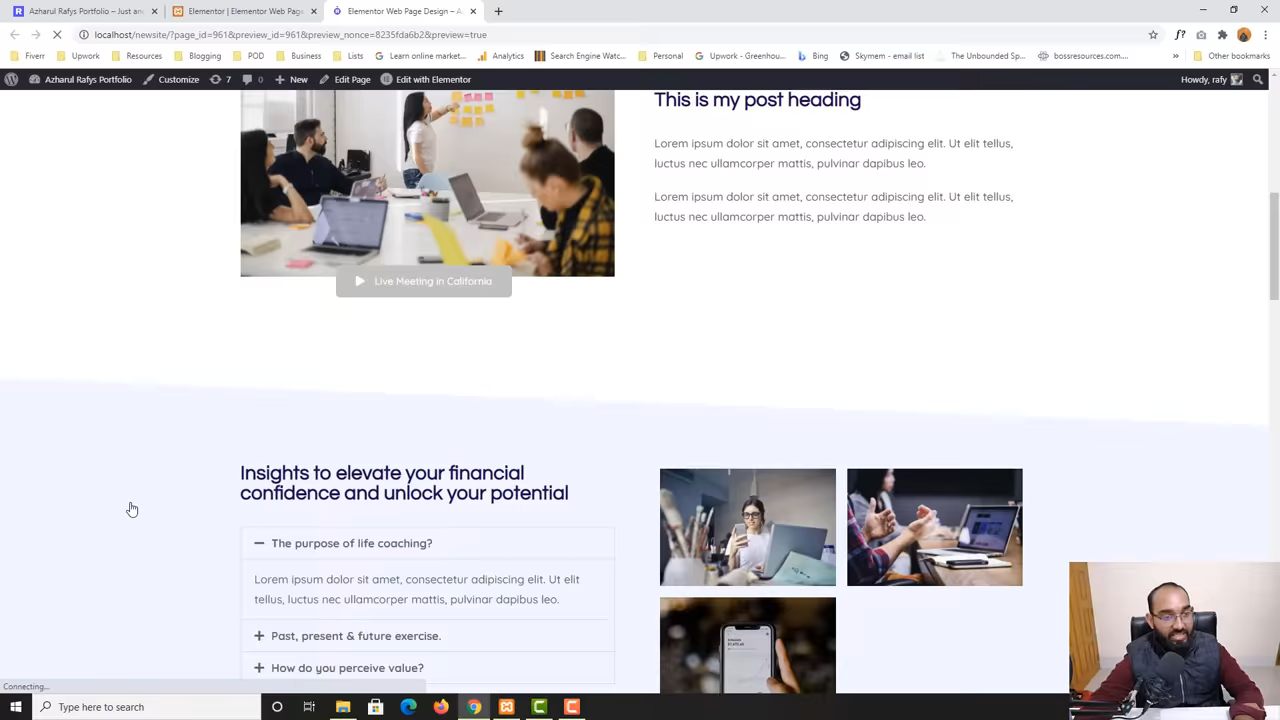 Azharul Rafys Portfolio – Just an
Elementor | Elementor Web Page
Elementor Web Page Design – A
localhost/newsite/?page_id=961&preview_id=961&preview_nonce=8235fda6b2&preview=true
Fiverr
Upwork
Resources
Blogging
POD
Business
Lists
Learn online market...
Analytics
Search Engine Watc...
Personal
Upwork - Greenhou...
Bing
Skymem - email list
The Unbounded Sp...
bossresources.com...
Other bookmarks
Azharul Rafys Portfolio
Customize
7
0
New
Edit Page
Edit with Elementor
Howdy, rafy
This is my post heading
Lorem ipsum dolor sit amet, consectetur adipiscing elit. Ut elit tellus,
luctus nec ullamcorper mattis, pulvinar dapibus leo.
Lorem ipsum dolor sit amet, consectetur adipiscing elit. Ut elit tellus,
luctus nec ullamcorper mattis, pulvinar dapibus leo.
Live Meeting in California
Insights to elevate your financial
confidence and unlock your potential
The purpose of life coaching?
Lorem ipsum dolor sit amet, consectetur adipiscing elit. Ut elit
tellus, luctus nec ullamcorper mattis, pulvinar dapibus leo.
Past, present & future exercise.
How do you perceive value?
Connecting...
Type here to search